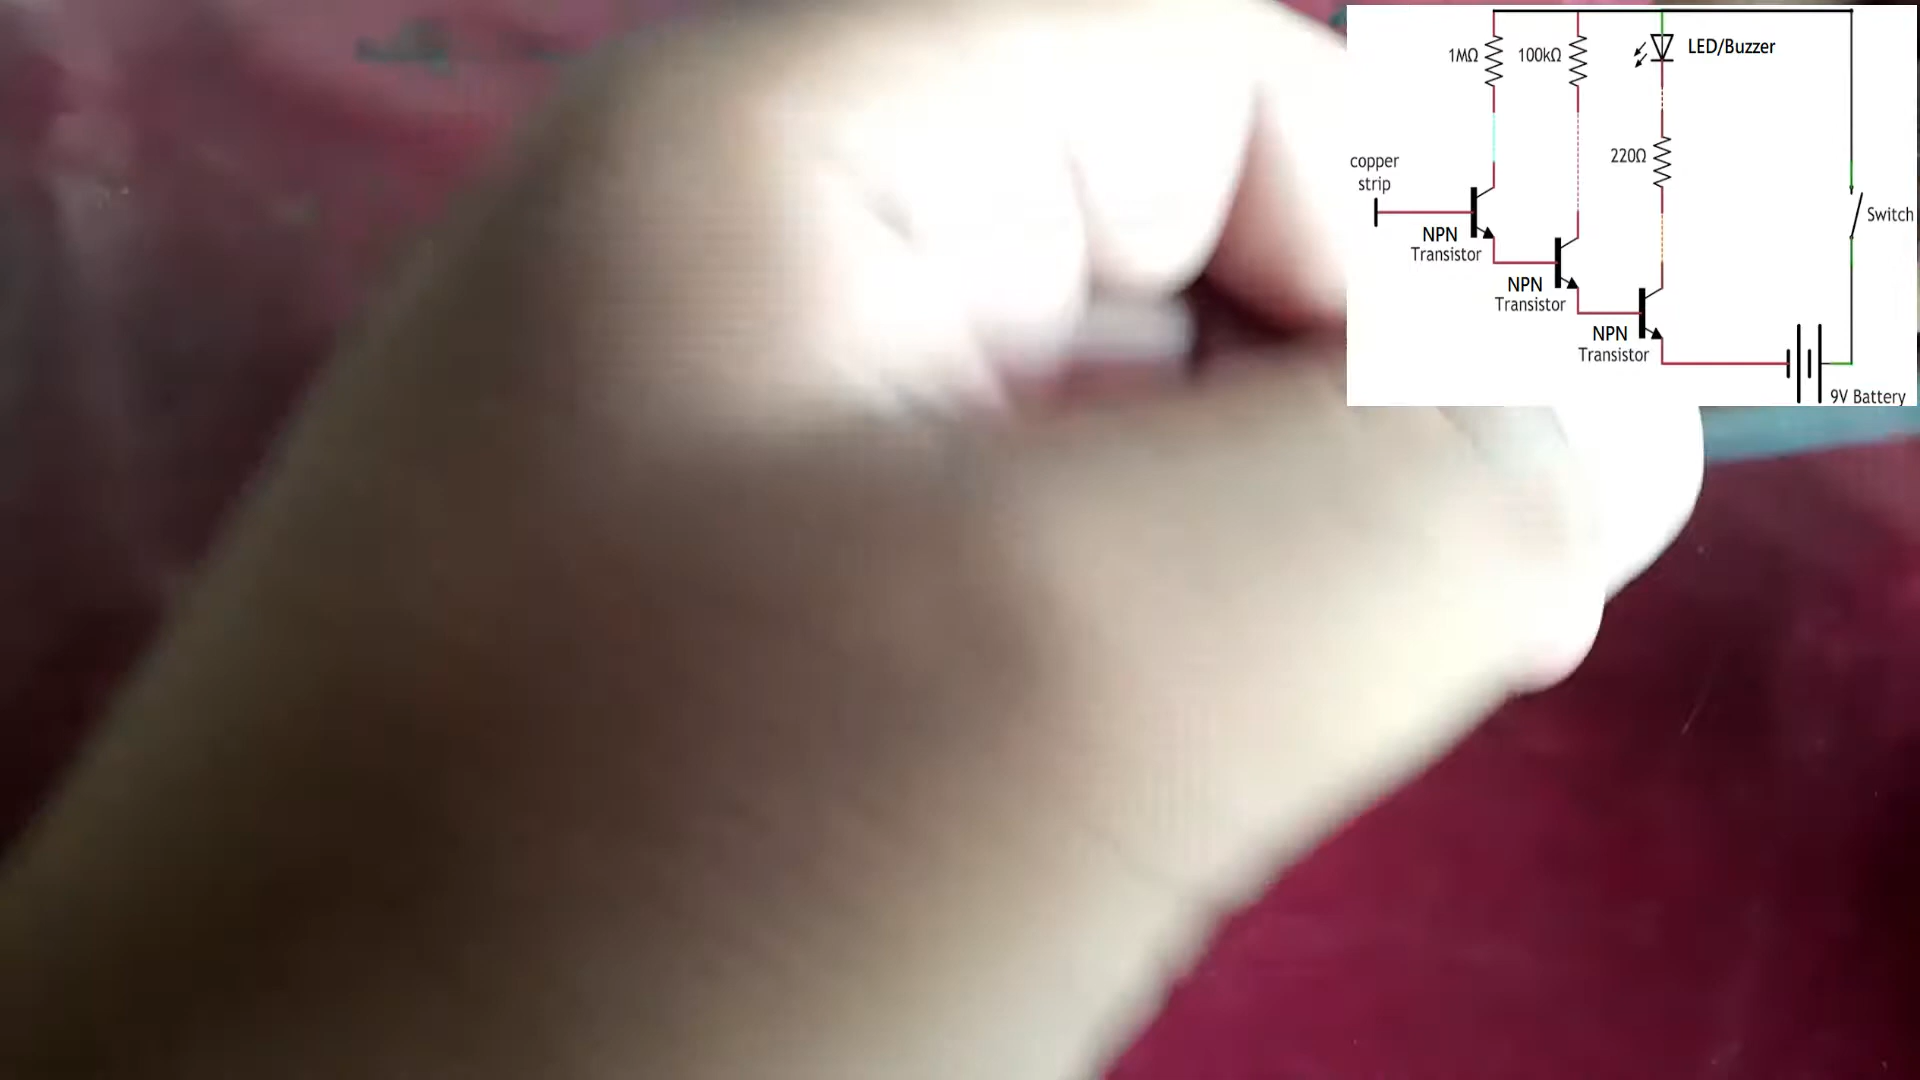 1MΩ
100kΩ
LED/Buzzer
220Ω
copper
strip
Switch
NPN
Transistor
NPN
Transistor
NPN
Transistor
9V Battery